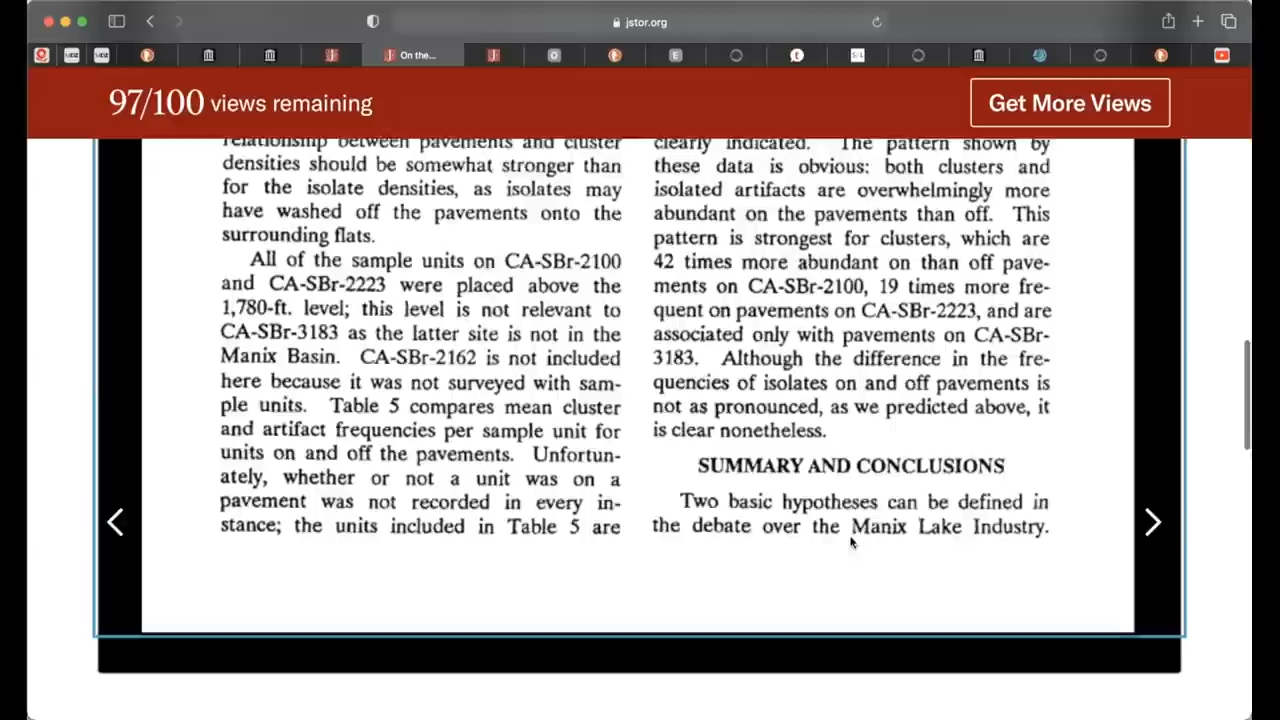 jstor.org
On the...
97/100 views remaining
Get More Views
relationship between pavements and cluster
densities should be somewhat stronger than
for the isolate densities, as isolates may
have washed off the pavements onto the
surrounding flats.
All of the sample units on CA-SBr-2100
and CA-SBr-2223 were placed above the
1,780-ft. level; this level is not relevant to
CA-SBr-3183 as the latter site is not in the
Manix Basin. CA-SBr-2162 is not included
here because it was not surveyed with sam-
ple units. Table 5 compares mean cluster
and artifact frequencies per sample unit for
units on and off the pavements. Unfortun-
ately, whether or not a unit was on a
pavement was not recorded in every in-
stance; the units included in Table 5 are
clearly indicated. The pattern shown by
these data is obvious: both clusters and
isolated artifacts are overwhelmingly more
abundant on the pavements than off. This
pattern is strongest for clusters, which are
42 times more abundant on than off pave-
ments on CA-SBr-2100, 19 times more fre-
quent on pavements on CA-SBr-2223, and are
associated only with pavements on CA-SBr-
3183. Although the difference in the fre-
quencies of isolates on and off pavements is
not as pronounced, as we predicted above, it
is clear nonetheless.
SUMMARY AND CONCLUSIONS
Two basic hypotheses can be defined in
the debate over the Manix Lake Industry.